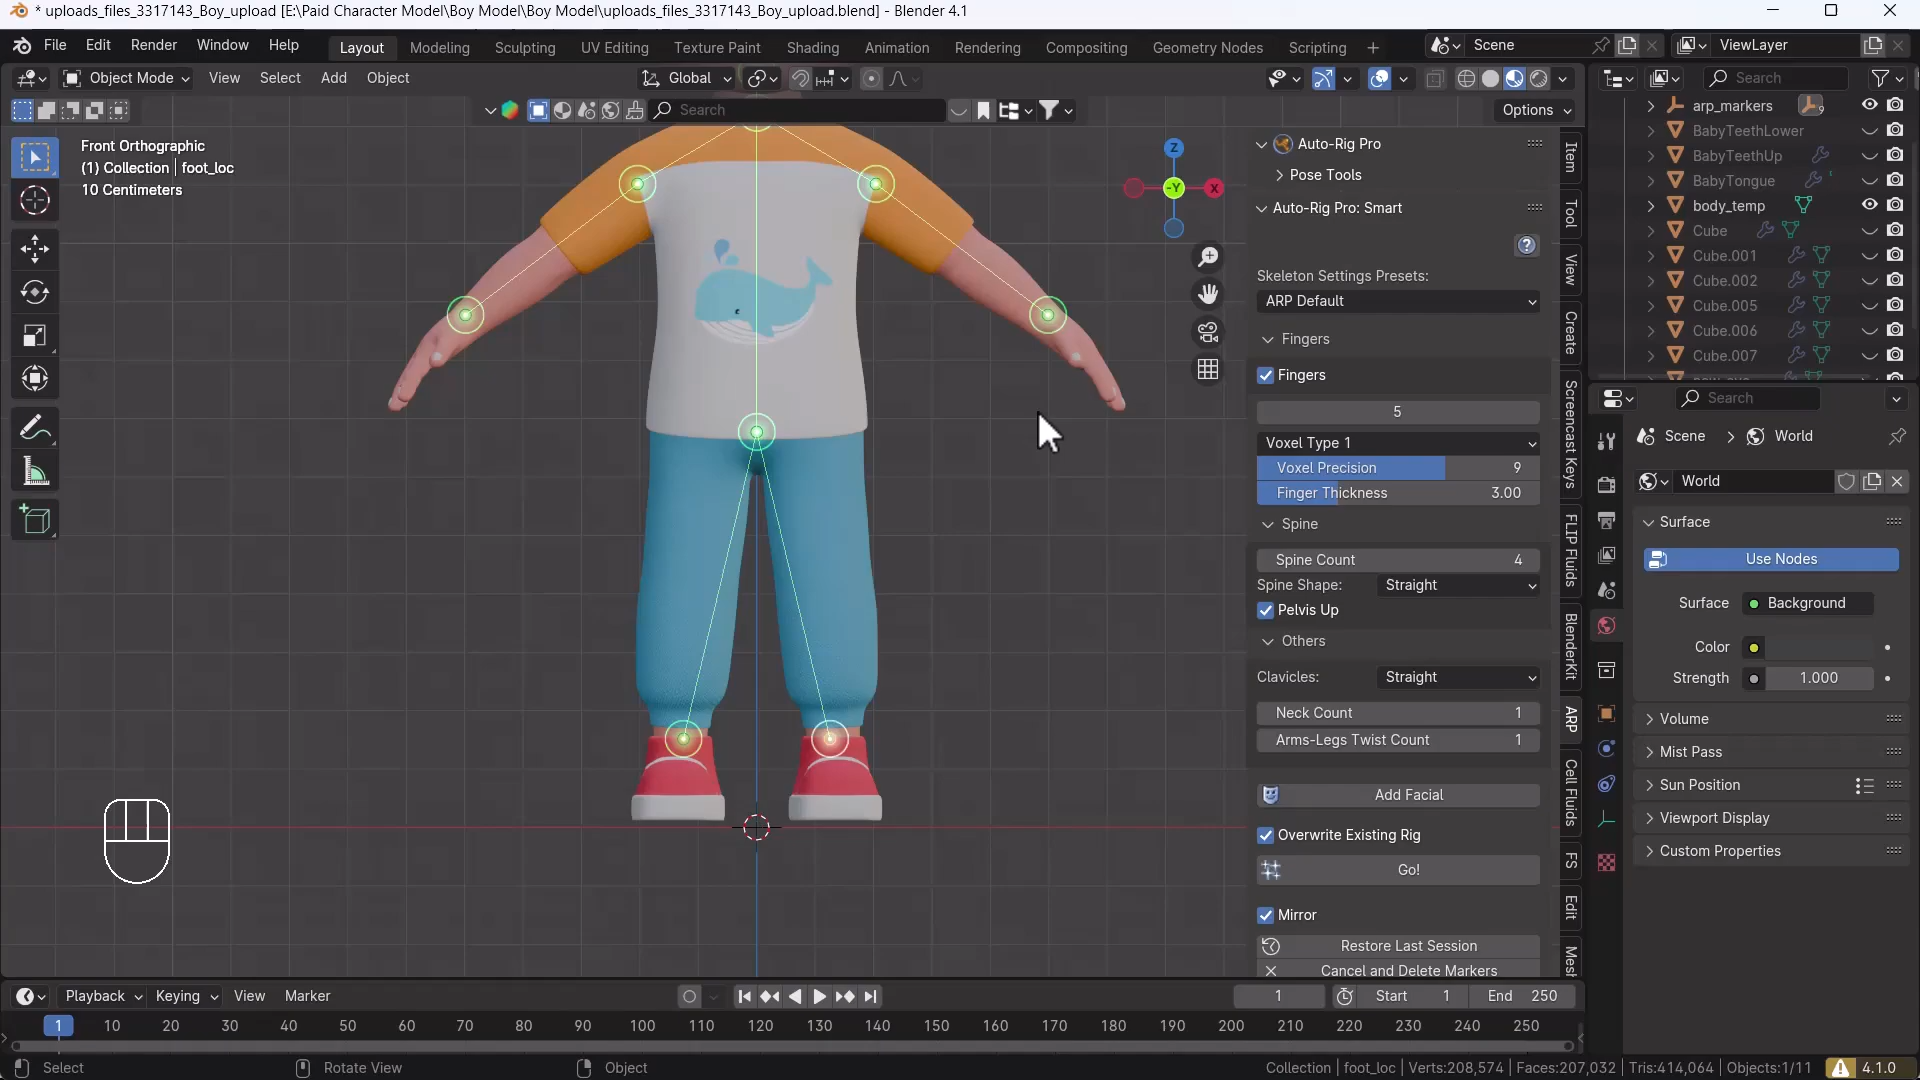 * uploads_files_3317143_Boy_upload [E:\Paid Character Model\Boy Model\Boy Model\uploads_files_3317143_Boy_upload.blend] - Blender 4.1
File Edit Render Window Help Layout Modeling Sculpting UV Editing Texture Paint Shading Animation Rendering Compositing Geometry Nodes Scripting + Scene ViewLayer
Object Mode View Select Add Object Global Search
Search Options
Front Orthographic
(1) Collection | foot_loc
10 Centimeters
Z
-Y
X
Auto-Rig Pro
Pose Tools
Auto-Rig Pro: Smart
?
Skeleton Settings Presets:
ARP Default
Fingers
Fingers
5
Voxel Type 1
Voxel Precision 9
Finger Thickness 3.00
Spine
Spine Count 4
Spine Shape: Straight
Pelvis Up
Others
Clavicles: Straight
Neck Count 1
Arms-Legs Twist Count 1
Add Facial
Overwrite Existing Rig
Go!
Mirror
Restore Last Session
Cancel and Delete Markers
Item
Tool
View
Create
Screencast Keys
FLIP Fluids
BlenderKit
ARP
Cell Fluids
FS
Edit
Mesh
arp_markers 9
BabyTeethLower
BabyTeethUp
BabyTongue
body_temp
Cube
Cube.001
Cube.002
Cube.005
Cube.006
Cube.007
Search
Scene World
World
Surface
Use Nodes
Surface Background
Color
Strength 1.000
Volume
Mist Pass
Sun Position
Viewport Display
Custom Properties
Playback Keying View Marker 1 Start 1 End 250
1 10 20 30 40 50 60 70 80 90 100 110 120 130 140 150 160 170 180 190 200 210 220 230 240 250
Select Rotate View Object Collection | foot_loc | Verts:208,574 | Faces:207,032 | Tris:414,064 | Objects:1/11 4.1.0